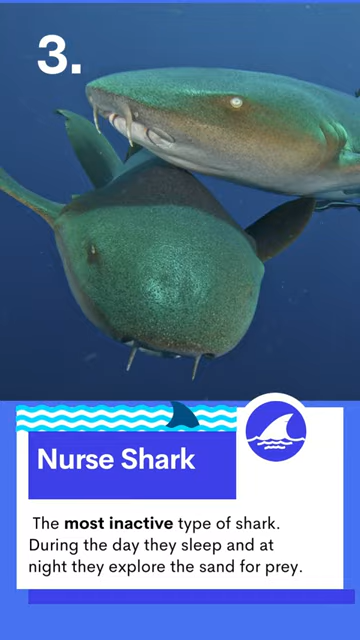 3.
Nurse Shark
The most inactive type of shark.
During the day they sleep and at
night they explore the sand for prey.